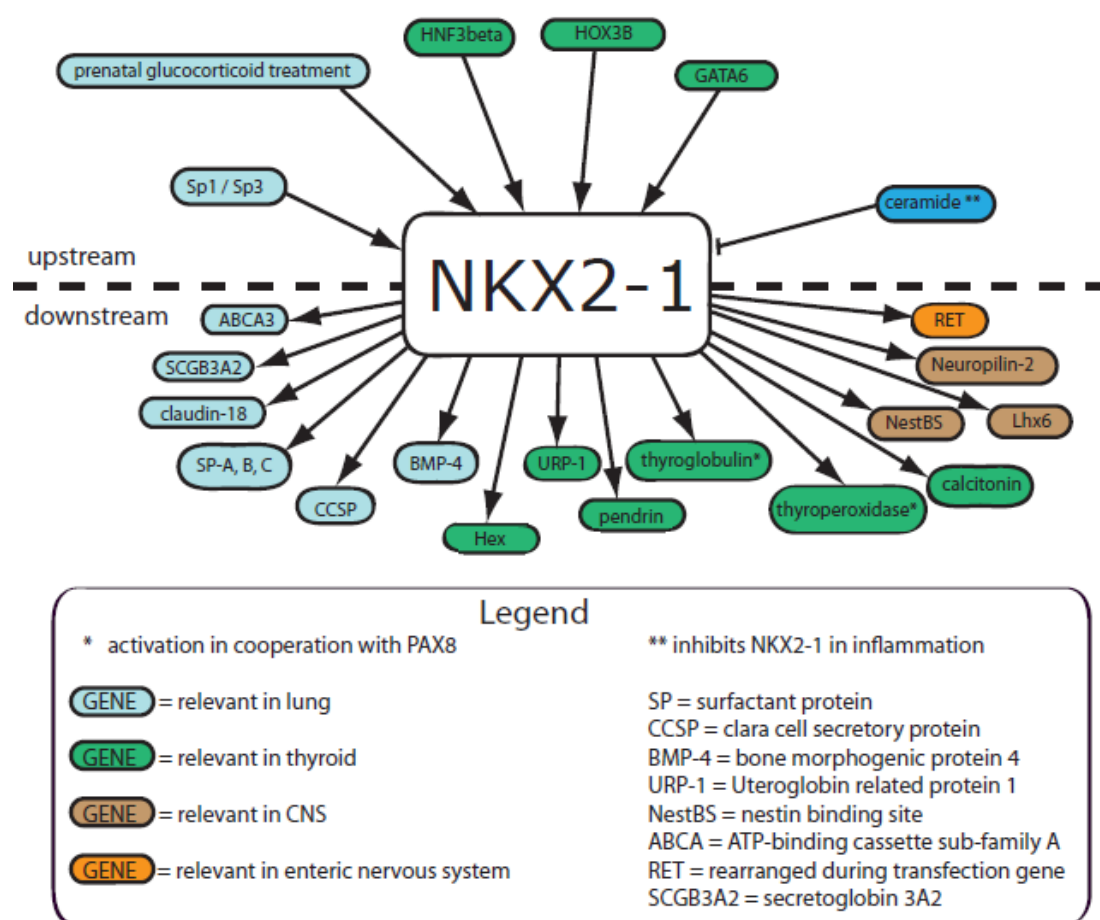 HNF3beta
HOX3B
prenatal glucocorticoid treatment
GATA6
Sp1 / Sp3
ceramide **
upstream
NKX2-1
downstream
ABCA3
RET
SCGB3A2
Neuropilin-2
claudin-18
NestBS
Lhx6
SP-A, B, C
BMP-4
URP-1
thyroglobulin*
calcitonin
CCSP
pendrin
thyroperoxidase*
Hex
Legend
* activation in cooperation with PAX8
GENE = relevant in lung
GENE = relevant in thyroid
GENE = relevant in CNS
GENE = relevant in enteric nervous system
** inhibits NKX2-1 in inflammation
SP = surfactant protein
CCSP = clara cell secretory protein
BMP-4 = bone morphogenic protein 4
URP-1 = Uteroglobin related protein 1
NestBS = nestin binding site
ABCA = ATP-binding cassette sub-family A
RET = rearranged during transfection gene
SCGB3A2 = secretoglobin 3A2